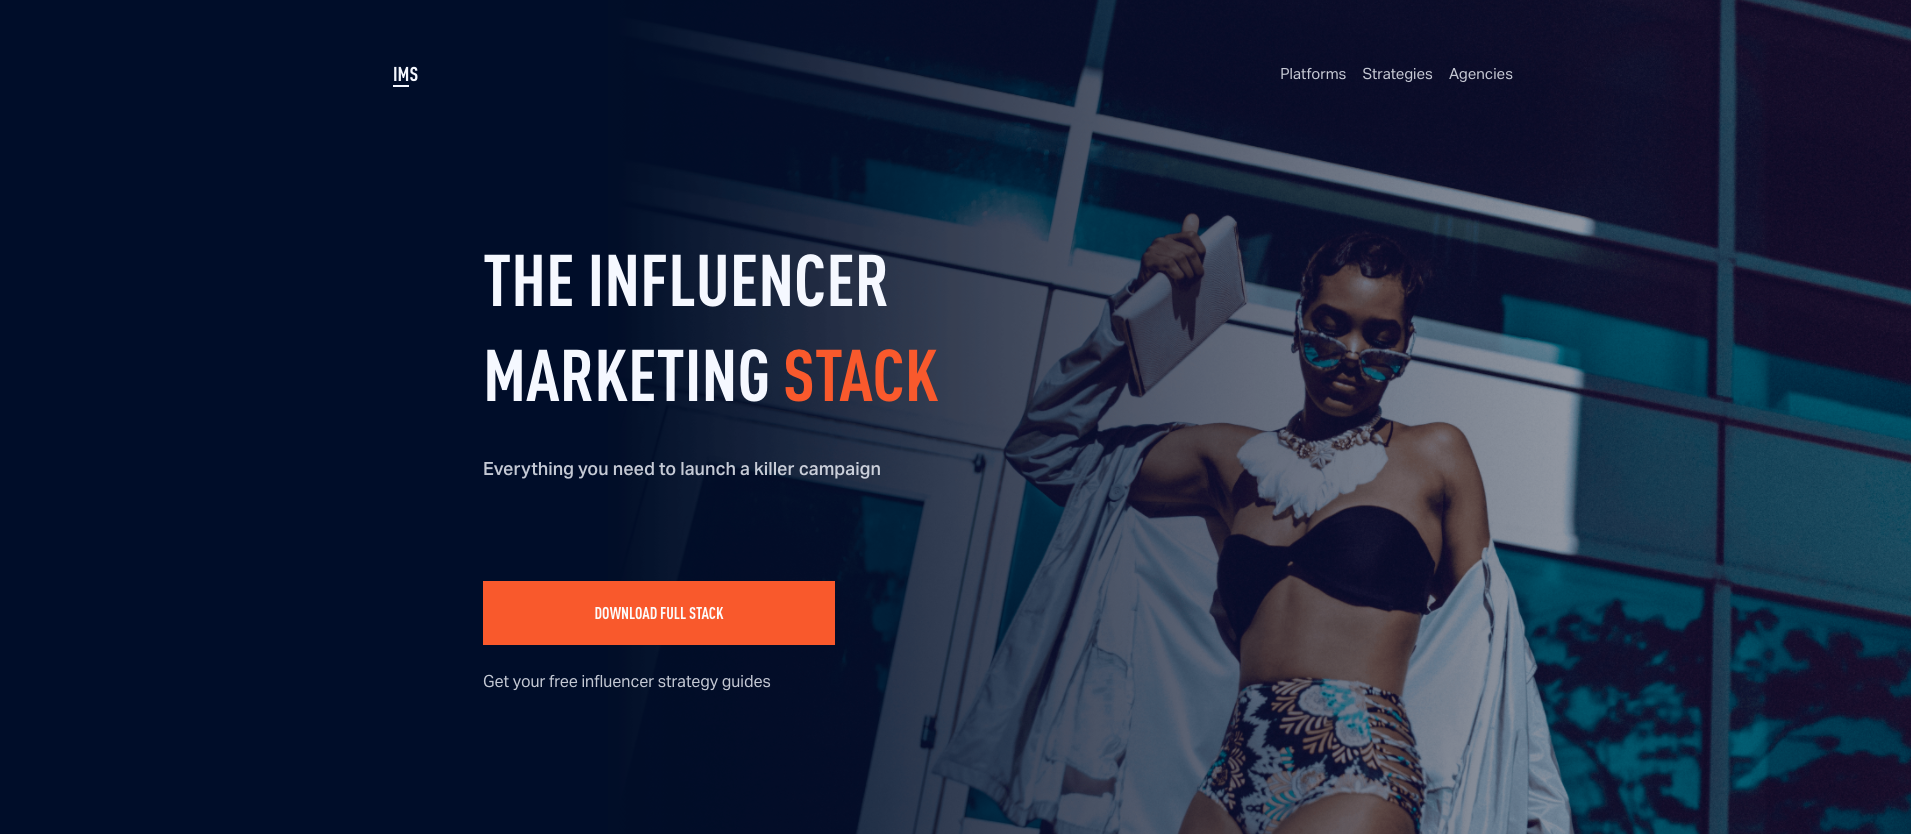 IMS
Platforms Strategies Agencies
THE INFLUENCER
MARKETING STACK
Everything you need to launch a killer campaign
DOWNLOAD FULL STACK
Get your free influencer strategy guides